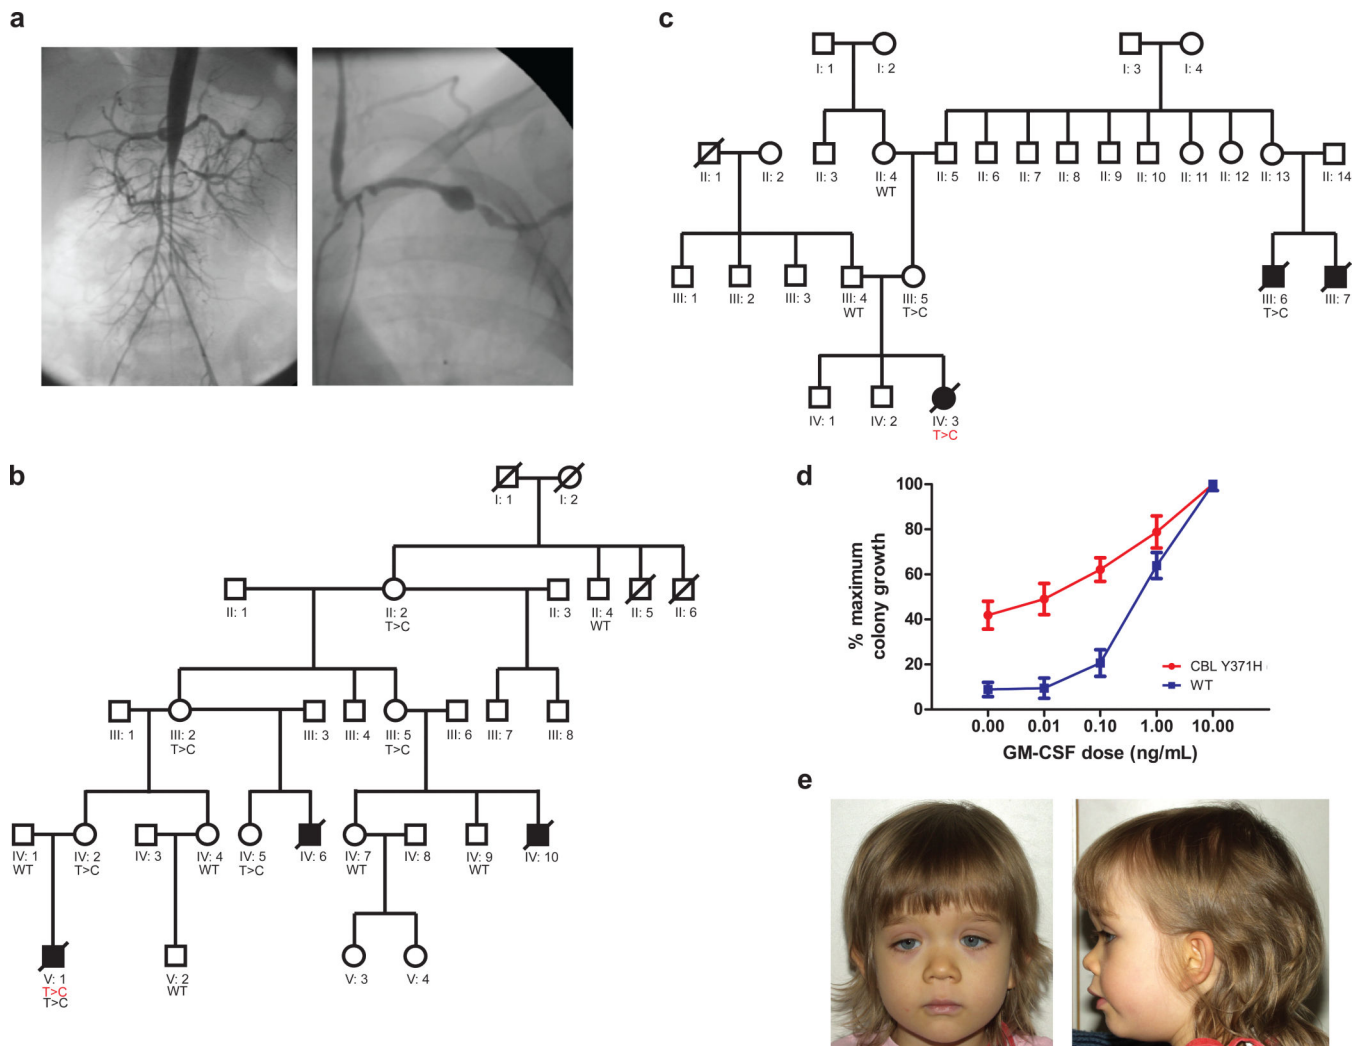 a
c
I: 1
I: 2
I: 3
I: 4
II: 1
II: 2
II: 3
II: 4
WT
II: 5
II: 6
II: 7
II: 8
II: 9
II: 10
II: 11
II: 12
II: 13
II: 14
III: 1
III: 2
III: 3
III: 4
WT
III: 5
T>C
III: 6
T>C
III: 7
IV: 1
IV: 2
IV: 3
T>C
b
I: 1
I: 2
II: 1
II: 2
T>C
II: 3
II: 4
WT
II: 5
II: 6
III: 1
III: 2
T>C
III: 3
III: 4
III: 5
T>C
III: 6
III: 7
III: 8
IV: 1
WT
IV: 2
T>C
IV: 3
IV: 4
WT
IV: 5
T>C
IV: 6
IV: 7
WT
IV: 8
IV: 9
WT
IV: 10
V: 1
T>C
T>C
V: 2
WT
V: 3
V: 4
d
% maximum
colony growth
100
80
60
40
20
0
CBL Y371H
WT
0.00
0.01
0.10
1.00
10.00
GM-CSF dose (ng/mL)
e